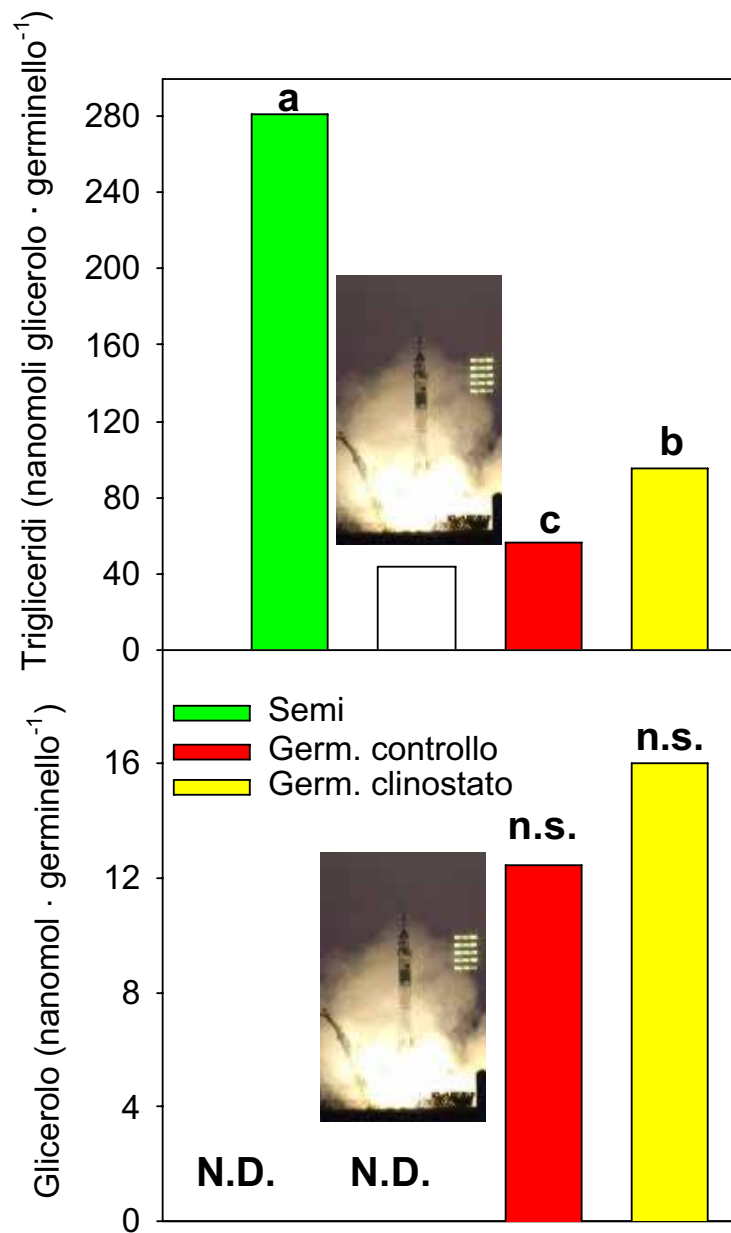 Trigliceridi (nanomoli glicerolo · germinello⁻¹)
280
240
200
160
120
80
40
0
a
c
b
Glicerolo (nanomol · germinello⁻¹)
16
12
8
4
0
Semi
Germ. controllo
Germ. clinostato
n.s.
n.s.
N.D.
N.D.